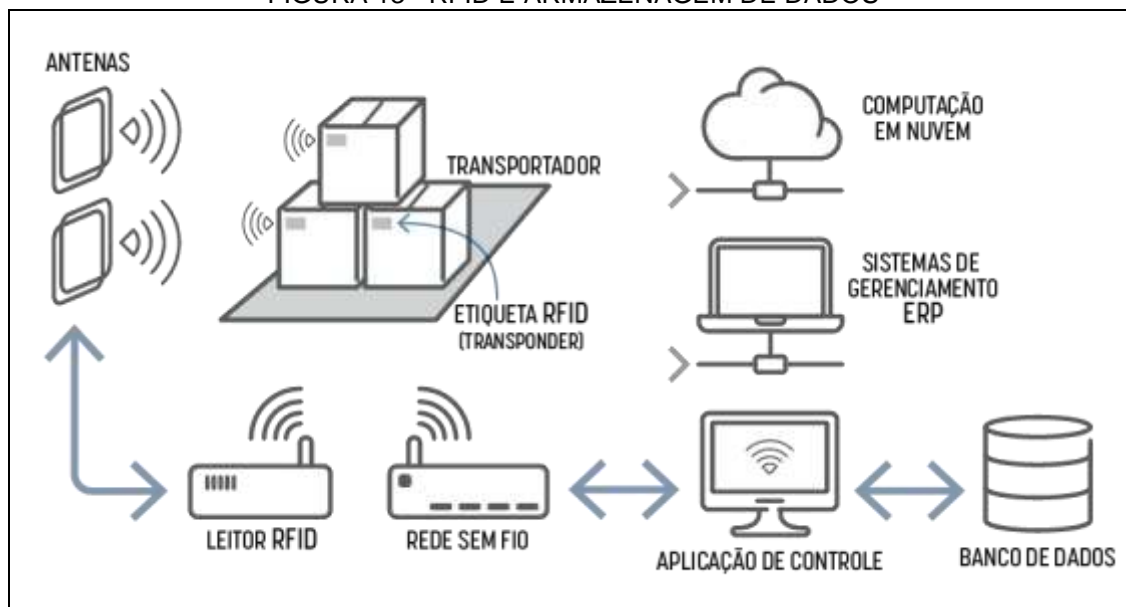 ANTENAS
TRANSPORTADOR
ETIQUETA RFID
(TRANSPONDER)
COMPUTAÇÃO
EM NUVEM
SISTEMAS DE
GERENCIAMENTO
ERP
LEITOR RFID
REDE SEM FIO
APLICAÇÃO DE CONTROLE
BANCO DE DADOS